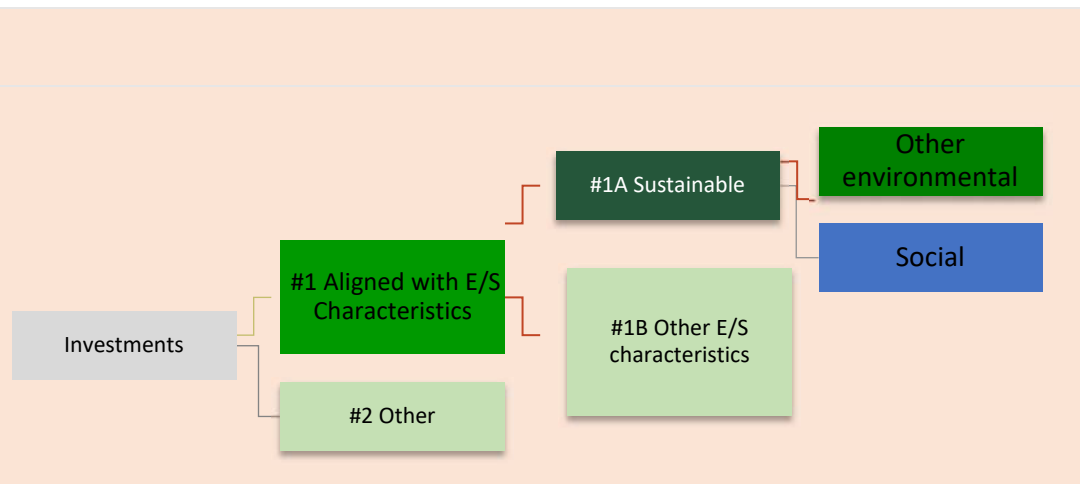 Investments
#1 Aligned with E/S
Characteristics
#2 Other
#1A Sustainable
#1B Other E/S
characteristics
Other
environmental
Social